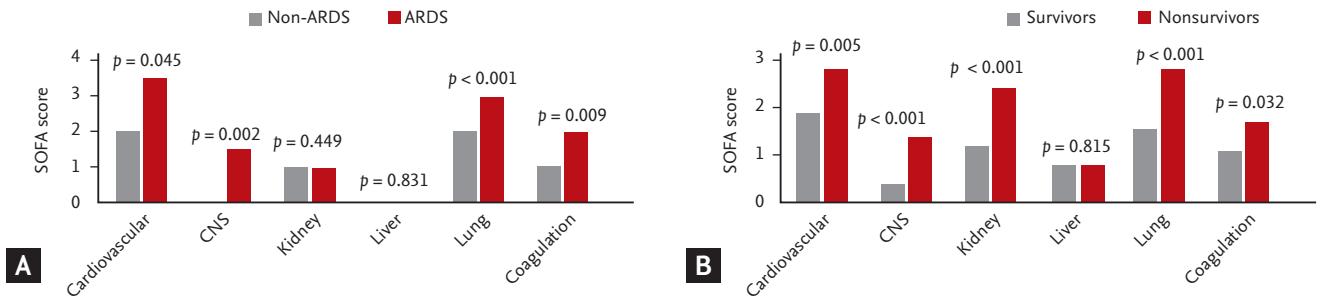 Non-ARDS ARDS
SOFA score
4
3
2
1
0
p = 0.045
p = 0.002
p = 0.449
p = 0.831
p < 0.001
p = 0.009
Cardiovascular
CNS
Kidney
Liver
Lung
Coagulation
A
Survivors Nonsurvivors
SOFA score
3
2
1
0
p = 0.005
p < 0.001
p < 0.001
p = 0.815
p < 0.001
p = 0.032
Cardiovascular
CNS
Kidney
Liver
Lung
Coagulation
B